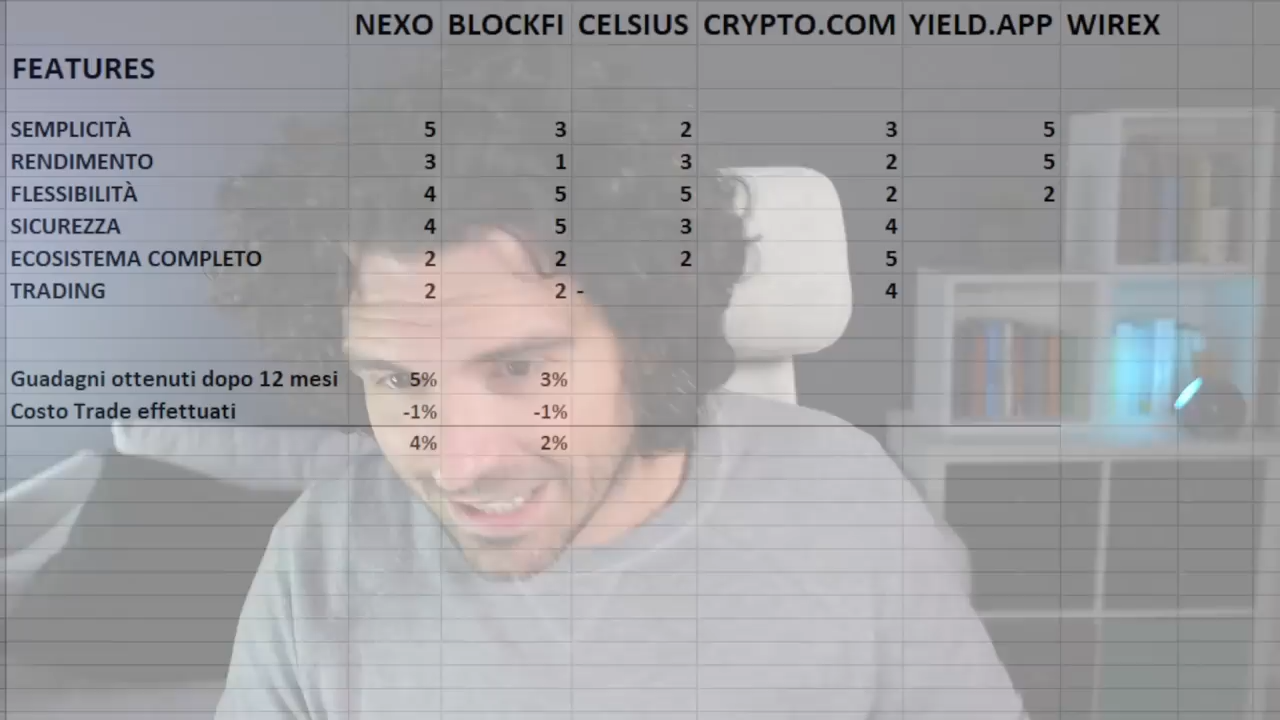 NEXO BLOCKFI CELSIUS CRYPTO.COM YIELD.APP WIREX
FEATURES
SEMPLICITÀ 5 3 2 3 5
RENDIMENTO 3 1 3 2 5
FLESSIBILITÀ 4 5 5 2 2
SICUREZZA 4 5 3 4
ECOSISTEMA COMPLETO 2 2 2 5
TRADING 2 2 - 4
Guadagni ottenuti dopo 12 mesi 5% 3%
Costo Trade effettuati -1% -1%
4% 2%